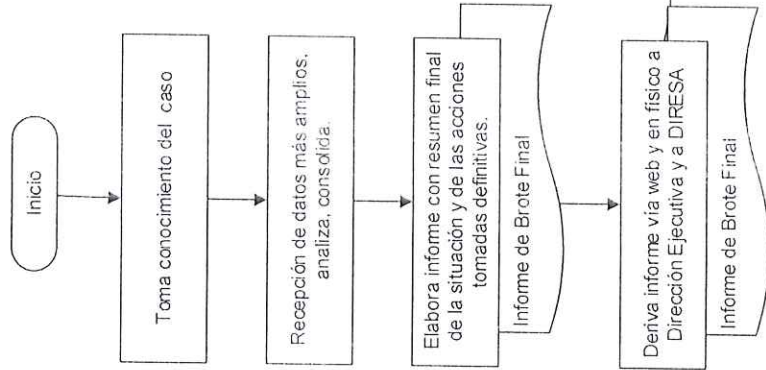 Inicio
Toma conocimiento del caso
Recepción de datos más amplios,
analiza, consolida.
Elabora informe con resumen final
de la situación y de las acciones
tomadas definitivas.
Informe de Brote Final
Deriva informe vía web y en físico a
Dirección Ejecutiva y a DIRESA
Informe de Brote Final